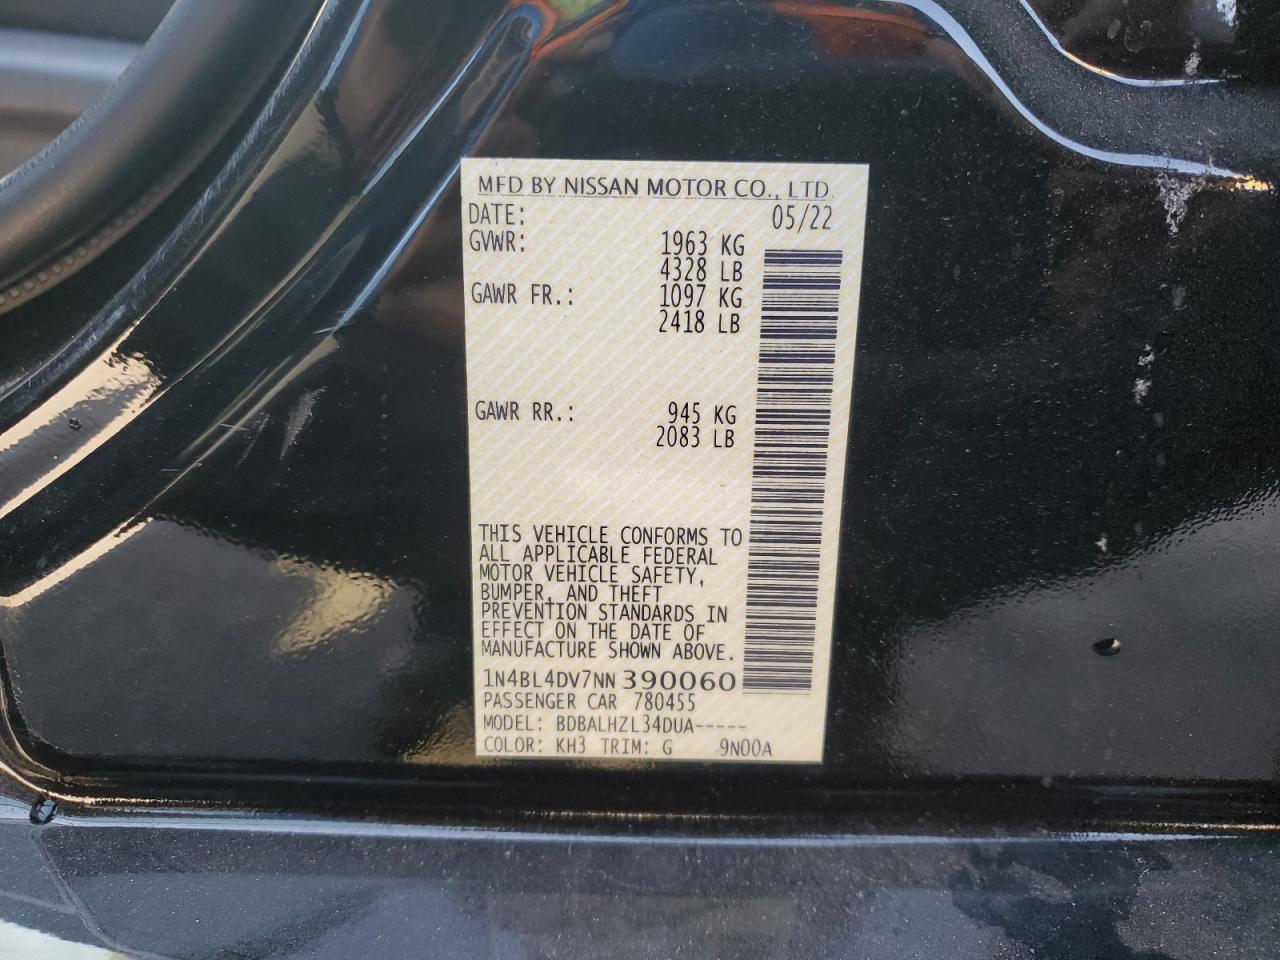 MFD BY NISSAN MOTOR CO., LTD.
DATE: 05/22
GVWR: 1963 KG
4328 LB
GAWR FR.: 1097 KG
2418 LB
GAWR RR.: 945 KG
2083 LB
THIS VEHICLE CONFORMS TO
ALL APPLICABLE FEDERAL
MOTOR VEHICLE SAFETY,
BUMPER, AND THEFT
PREVENTION STANDARDS IN
EFFECT ON THE DATE OF
MANUFACTURE SHOWN ABOVE.
1N4BL4DV7NN390060
PASSENGER CAR 780455
MODEL: BDBALHZL34DUA-----
COLOR: KH3 TRIM: G 9N00A